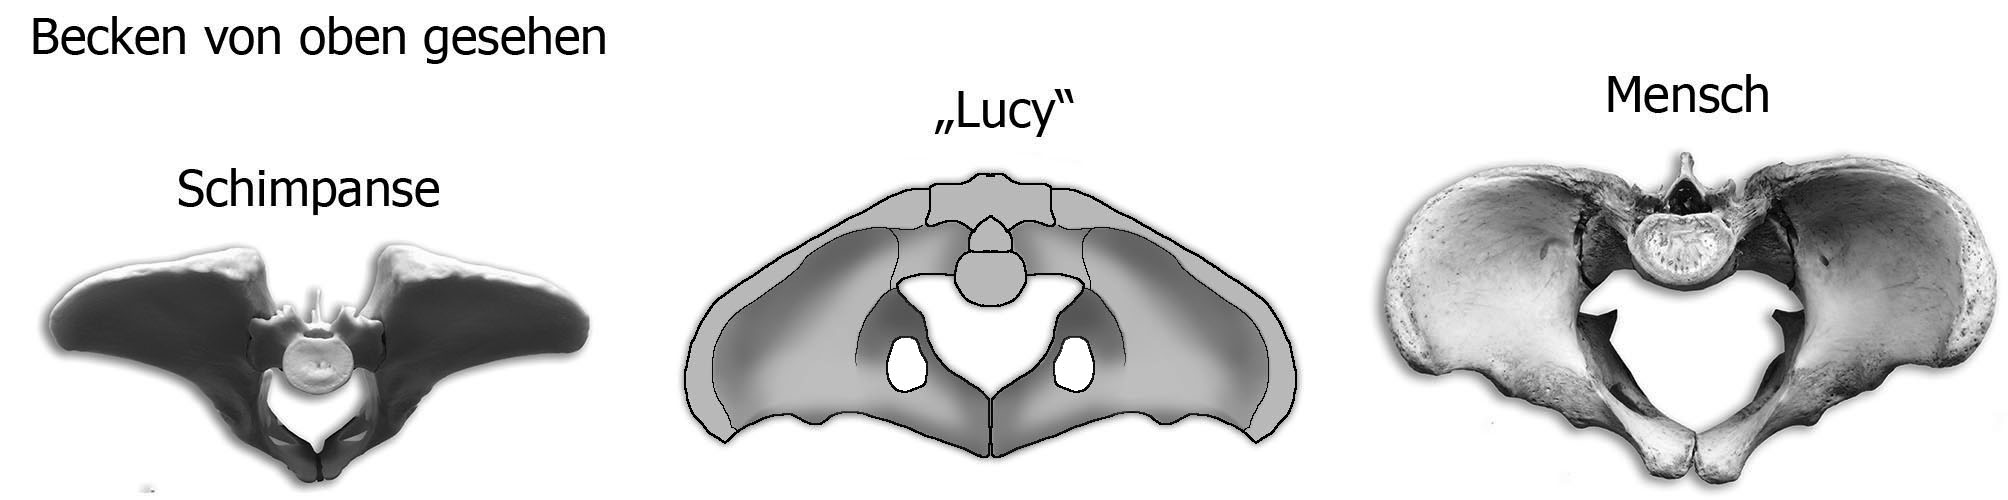 Becken von oben gesehen
Schimpanse
„Lucy“
Mensch